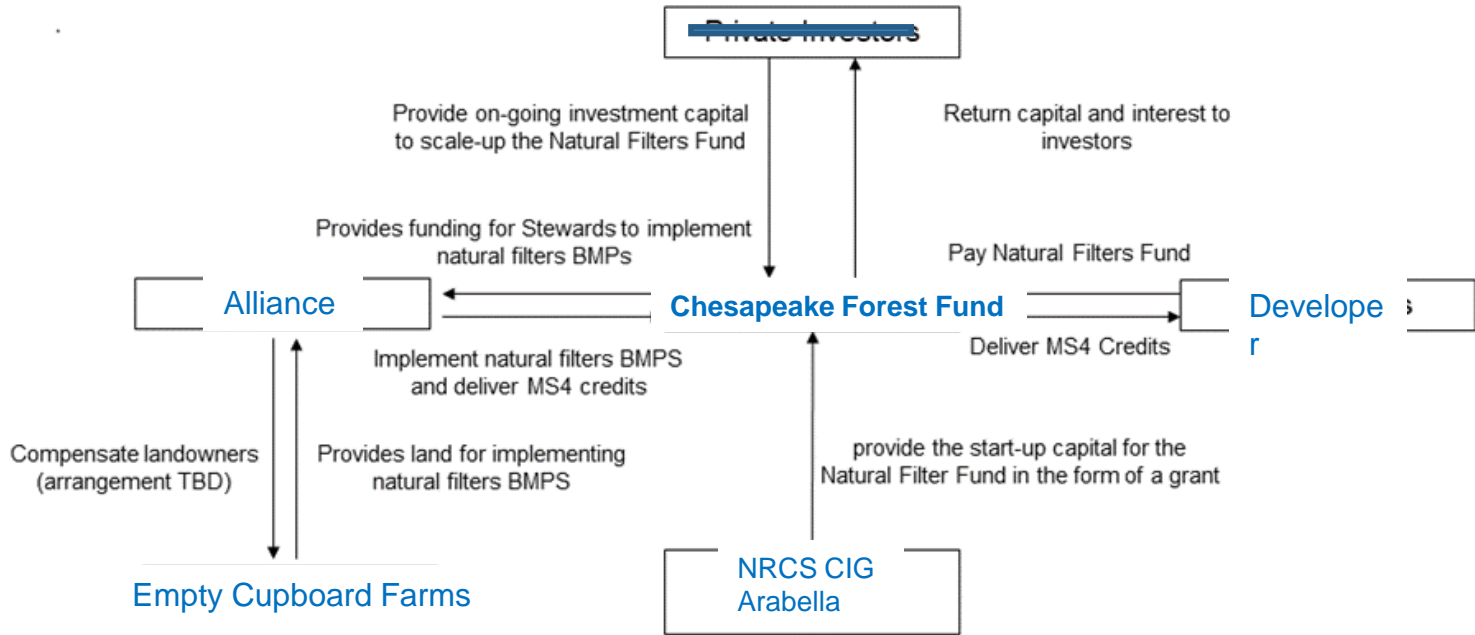 Private Investors
Provide on-going investment capital
to scale-up the Natural Filters Fund
Return capital and interest to
investors
Provides funding for Stewards to implement
natural filters BMPs
Pay Natural Filters Fund
Alliance
Chesapeake Forest Fund
Develope
r
s
Implement natural filters BMPS
and deliver MS4 credits
Deliver MS4 Credits
Compensate landowners
(arrangement TBD)
Provides land for implementing
natural filters BMPS
provide the start-up capital for the
Natural Filter Fund in the form of a grant
Empty Cupboard Farms
NRCS CIG
Arabella